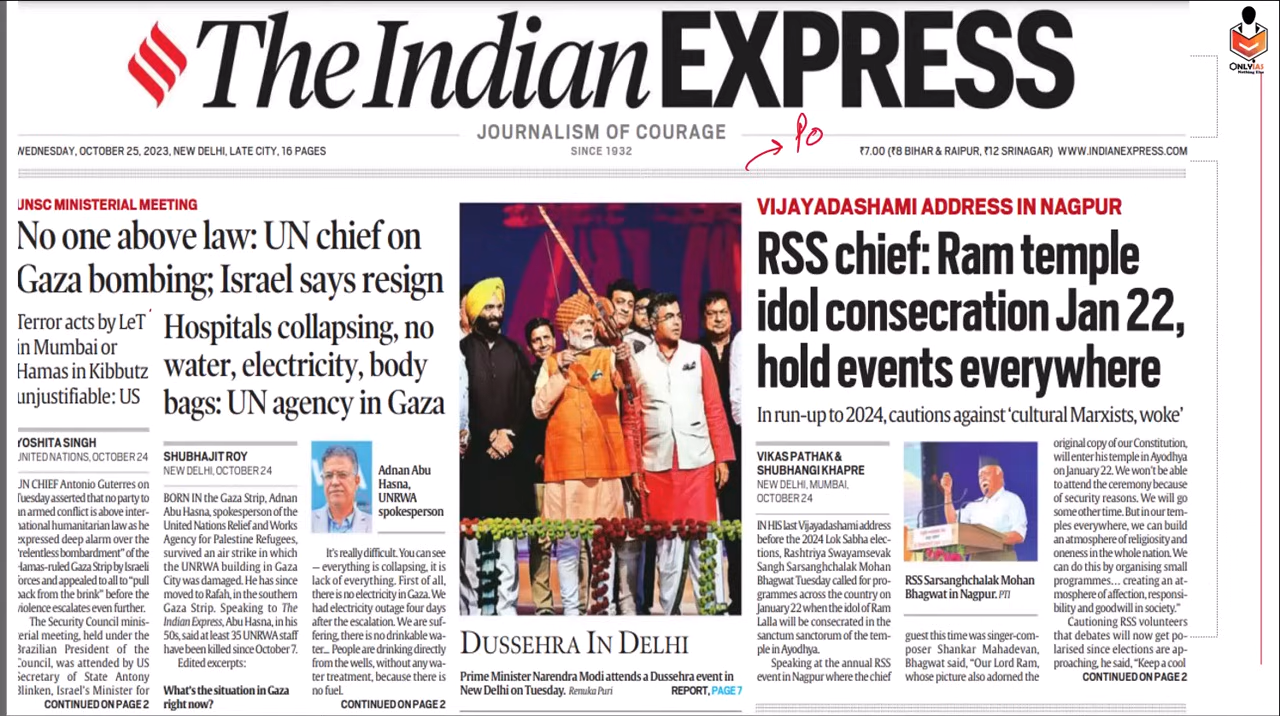 The Indian EXPRESS
JOURNALISM OF COURAGE
SINCE 1932
WEDNESDAY, OCTOBER 25, 2023, NEW DELHI, LATE CITY, 16 PAGES
₹7.00 (₹8 BIHAR & RAIPUR, ₹12 SRINAGAR) WWW.INDIANEXPRESS.COM
Po
ONLYIAS
Nothing Else
UNSC MINISTERIAL MEETING
No one above law: UN chief on
Gaza bombing; Israel says resign
Terror acts by LeT
in Mumbai or
Hamas in Kibbutz
unjustifiable: US
YOSHITA SINGH
UNITED NATIONS, OCTOBER 24
UN CHIEF Antonio Guterres on
Tuesday asserted that no party to
an armed conflict is above inter-
national humanitarian law as he
expressed deep alarm over the
"relentless bombardment" of the
Hamas-ruled Gaza Strip by Israeli
forces and appealed to all to "pull
back from the brink" before the
violence escalates even further.
The Security Council minis-
terial meeting, held under the
Brazilian President of the
Council, was attended by US
Secretary of State Antony
Blinken, Israel's Minister for
CONTINUED ON PAGE 2
Hospitals collapsing, no
water, electricity, body
bags: UN agency in Gaza
SHUBHAJIT ROY
NEW DELHI, OCTOBER 24
BORN IN the Gaza Strip, Adnan
Abu Hasna, spokesperson of the
United Nations Relief and Works
Agency for Palestine Refugees,
survived an air strike in which
the UNRWA building in Gaza
City was damaged. He has since
moved to Rafah, in the southern
Gaza Strip. Speaking to The
Indian Express, Abu Hasna, in his
50s, said at least 35 UNRWA staff
have been killed since October 7.
Edited excerpts:
What's the situation in Gaza
right now?
Adnan Abu
Hasna,
UNRWA
spokesperson
It's really difficult. You can see
— everything is collapsing, it is
lack of everything. First of all,
there is no electricity in Gaza. We
had electricity outage four days
after the escalation. We are suf-
fering, there is no drinkable wa-
ter... People are drinking directly
from the wells, without any wa-
ter treatment, because there is
no fuel.
CONTINUED ON PAGE 2
DUSSEHRA IN DELHI
Prime Minister Narendra Modi attends a Dussehra event in
New Delhi on Tuesday. Renuka Puri
REPORT, PAGE 7
VIJAYADASHAMI ADDRESS IN NAGPUR
RSS chief: Ram temple
idol consecration Jan 22,
hold events everywhere
In run-up to 2024, cautions against 'cultural Marxists, woke'
VIKAS PATHAK &
SHUBHANGI KHAPRE
NEW DELHI, MUMBAI,
OCTOBER 24
IN HIS last Vijayadashami address
before the 2024 Lok Sabha elec-
tions, Rashtriya Swayamsevak
Sangh Sarsanghchalak Mohan
Bhagwat Tuesday called for pro-
grammes across the country on
January 22 when the idol of Ram
Lalla will be consecrated in the
sanctum sanctorum of the tem-
ple in Ayodhya.
Speaking at the annual RSS
event in Nagpur where the chief
RSS Sarsanghchalak Mohan
Bhagwat in Nagpur. PTI
guest this time was singer-com-
poser Shankar Mahadevan,
Bhagwat said, "Our Lord Ram,
whose picture also adorned the
original copy of our Constitution,
will enter his temple in Ayodhya
on January 22. We won't be able
to attend the ceremony because
of security reasons. We will go
some other time. But in our tem-
ples everywhere, we can build
an atmosphere of religiosity and
oneness in the whole nation. We
can do this by organising small
programmes... creating an at-
mosphere of affection, responsi-
bility and goodwill in society."
Cautioning RSS volunteers
that debates will now get po-
larised since elections are ap-
proaching, he said, "Keep a cool
CONTINUED ON PAGE 2